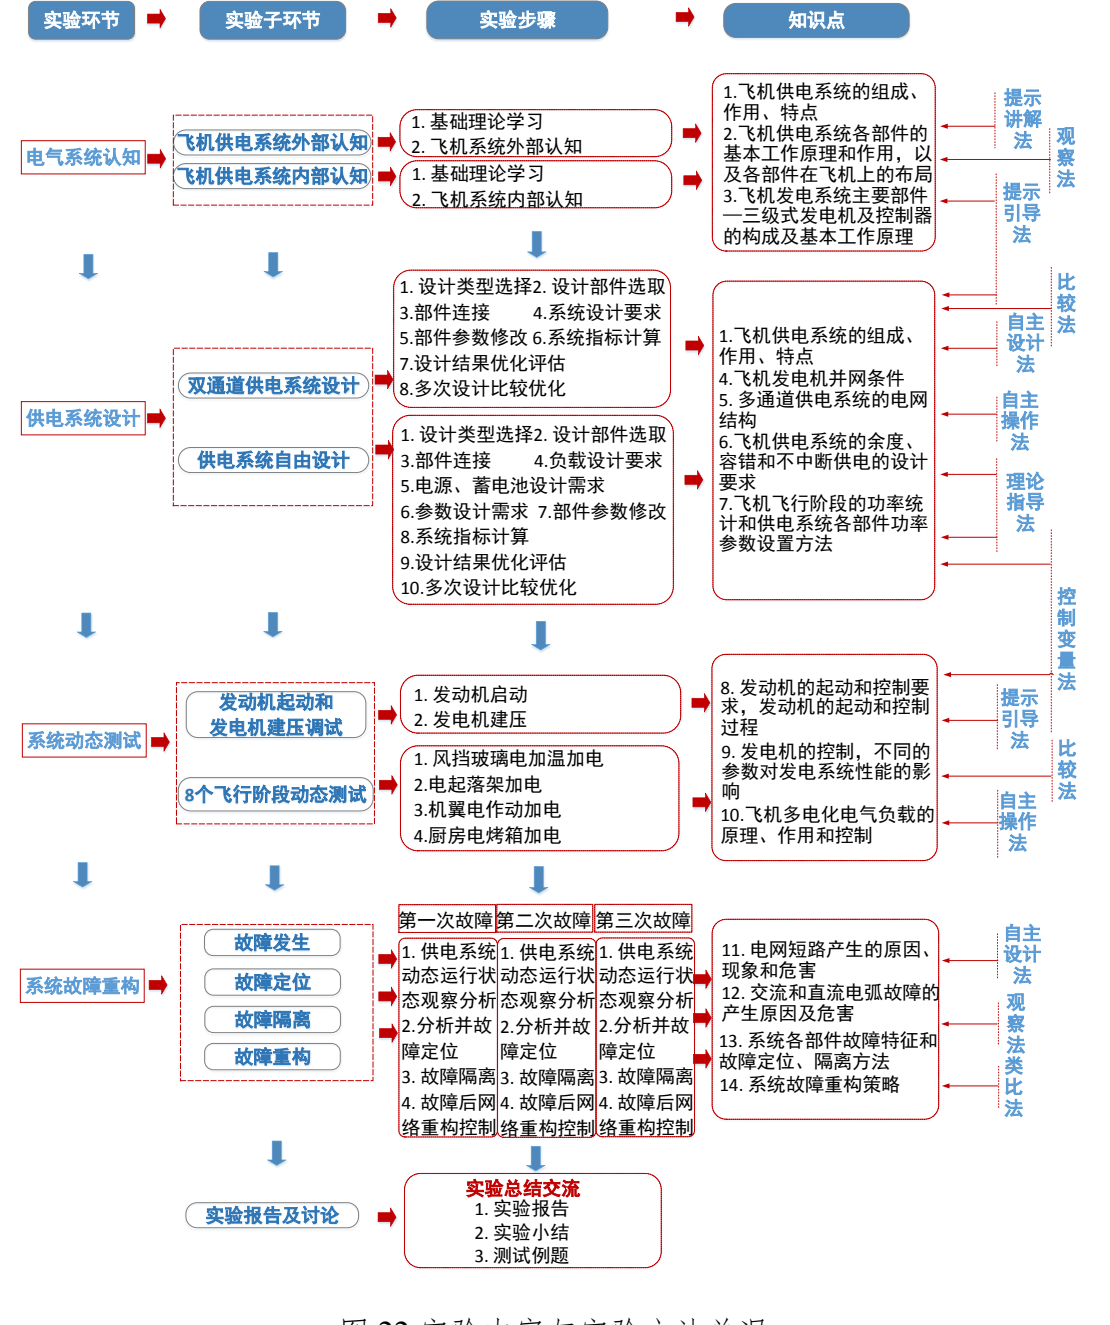 实验环节
实验子环节
实验步骤
知识点
电气系统认知
飞机供电系统外部认知
飞机供电系统内部认知
1. 基础理论学习
2. 飞机系统外部认知
1. 基础理论学习
2. 飞机系统内部认知
1.飞机供电系统的组成、
作用、特点
2.飞机供电系统各部件的
基本工作原理和作用，以
及各部件在飞机上的布局
3.飞机发电系统主要部件
—三级式发电机及控制器
的构成及基本工作原理
提示
讲解
法
观
察
法
提示
引导
法
供电系统设计
双通道供电系统设计
供电系统自由设计
1. 设计类型选择2. 设计部件选取
3.部件连接 4.系统设计要求
5.部件参数修改 6.系统指标计算
7.设计结果优化评估
8.多次设计比较优化
1. 设计类型选择2. 设计部件选取
3.部件连接 4.负载设计要求
5.电源、蓄电池设计需求
6.参数设计需求 7.部件参数修改
8.系统指标计算
9.设计结果优化评估
10.多次设计比较优化
1.飞机供电系统的组成、
作用、特点
4.飞机发电机并网条件
5. 多通道供电系统的电网
结构
6.飞机供电系统的余度、
容错和不中断供电的设计
要求
7.飞机飞行阶段的功率统
计和供电系统各部件功率
参数设置方法
比
较
法
自主
设计
法
自主
操作
法
理论
指导
法
控
制
变
量
法
系统动态测试
发动机起动和
发电机建压调试
8个飞行阶段动态测试
1. 发动机启动
2. 发电机建压
1. 风挡玻璃电加温加电
2.电起落架加电
3.机翼电作动加电
4.厨房电烤箱加电
8. 发动机的起动和控制要
求，发动机的起动和控制
过程
9. 发电机的控制，不同的
参数对发电系统性能的影
响
10. 飞机多电化电气负载的
原理、作用和控制
提示
引导
法
比
较
法
自主
操作
法
系统故障重构
故障发生
故障定位
故障隔离
故障重构
第一次故障
1. 供电系统
动态运行状
态观察分析
2.分析并故
障定位
3. 故障隔离
4. 故障后网
络重构控制
第二次故障
1. 供电系统
动态运行状
态观察分析
2.分析并故
障定位
3. 故障隔离
4. 故障后网
络重构控制
第三次故障
1. 供电系统
动态运行状
态观察分析
2.分析并故
障定位
3. 故障隔离
4. 故障后网
络重构控制
11. 电网短路产生的原因、
现象和危害
12. 交流和直流电弧故障的
产生原因及危害
13. 系统各部件故障特征和
故障定位、隔离方法
14. 系统故障重构策略
自主
设计
法
观
察
法
类
比
法
实验报告及讨论
实验总结交流
1. 实验报告
2. 实验小结
3. 测试例题